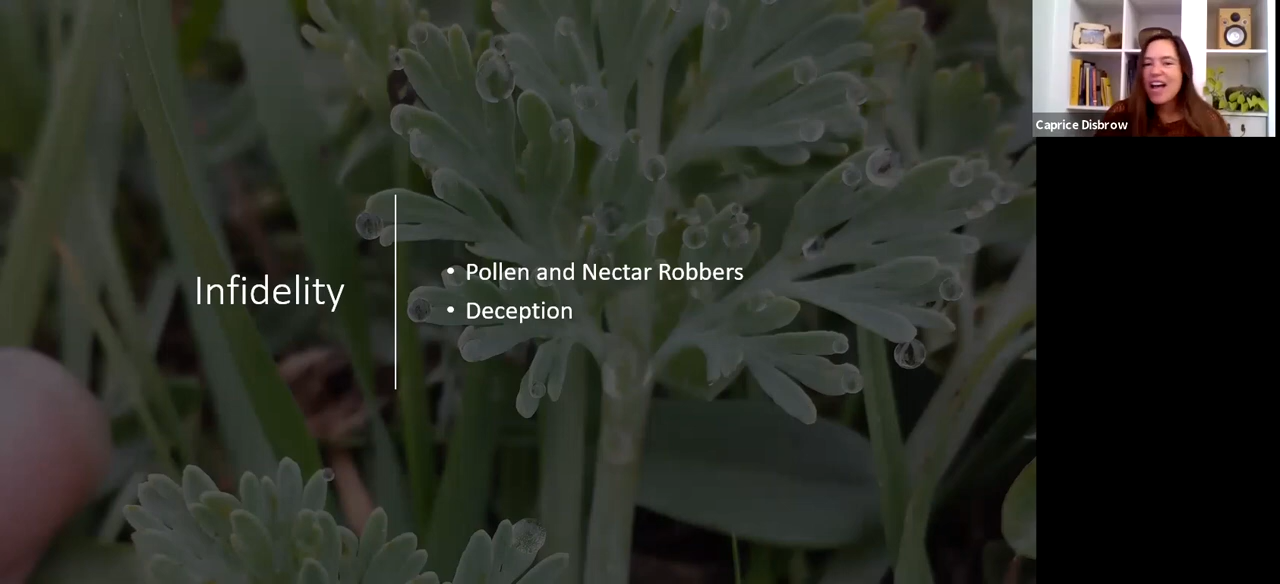 Caprice Disbrow
Infidelity
• Pollen and Nectar Robbers
• Deception